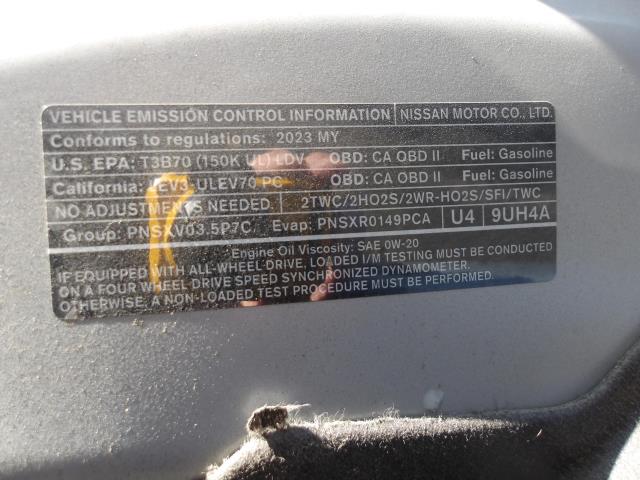 VEHICLE EMISSION CONTROL INFORMATION NISSAN MOTOR CO., LTD.
Conforms to regulations: 2023 MY
U.S. EPA: T3B70 (150K UL) LDV OBD: CA OBD II Fuel: Gasoline
California: LEV3-ULEV70 PC OBD: CA OBD II Fuel: Gasoline
NO ADJUSTMENTS NEEDED. 2TWC/2HO2S/2WR-HO2S/SFI/TWC
Group: PNSXV03.5P7C Evap: PNSXR0149PCA U4 9UH4A
Engine Oil Viscosity: SAE 0W-20
IF EQUIPPED WITH ALL-WHEEL-DRIVE, LOADED I/M TESTING MUST BE CONDUCTED
ON A FOUR WHEEL DRIVE SPEED SYNCHRONIZED DYNAMOMETER.
OTHERWISE, A NON-LOADED TEST PROCEDURE MUST BE PERFORMED.